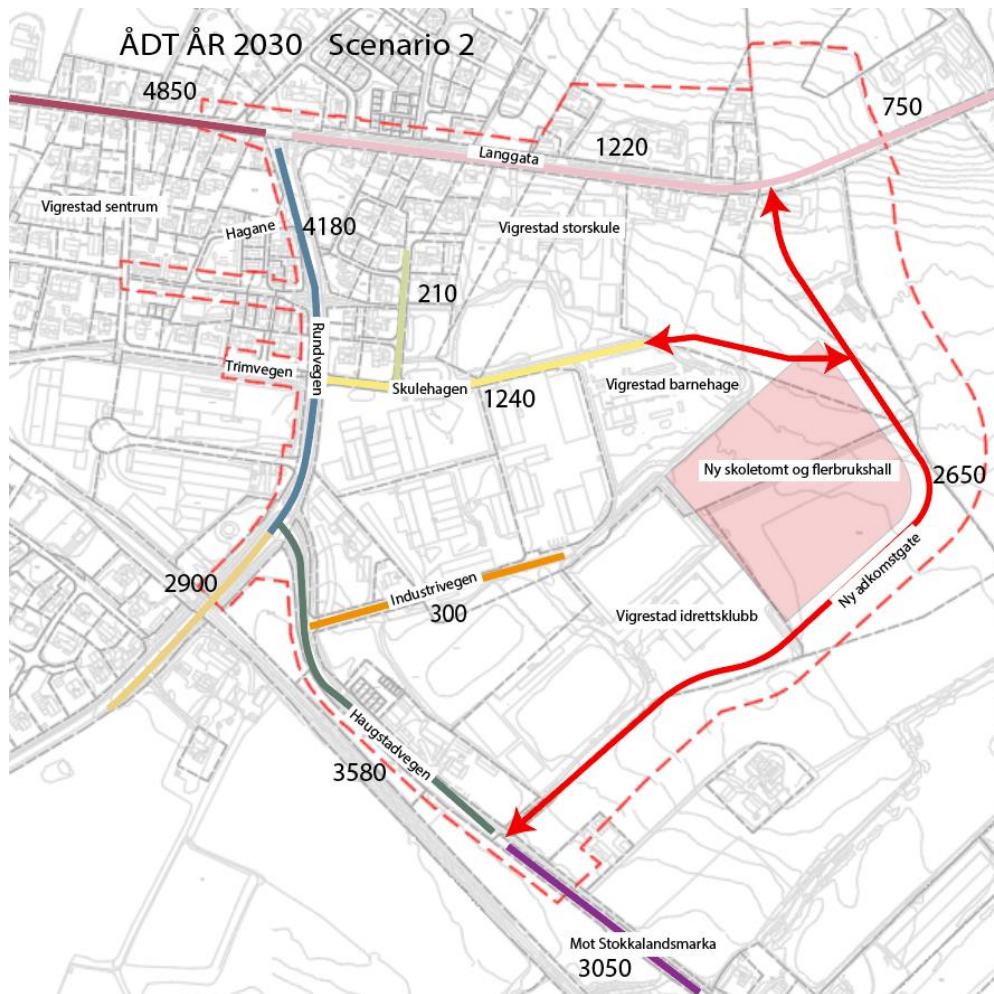 ÅDT ÅR 2030 Scenario 2
4850
750
1220
Langgata
Vigrestad sentrum
Hagane
4180
Vigrestad storskule
210
Rundvegen
Trimvegen
Skulehagen
1240
Vigrestad barnehage
Ny skoletomt og flerbrukshall
2650
Ny adkomstgate
2900
Industrivegen
300
Vigrestad idrettsklubb
Haugstadvegen
3580
Mot Stokkalandsmarka
3050